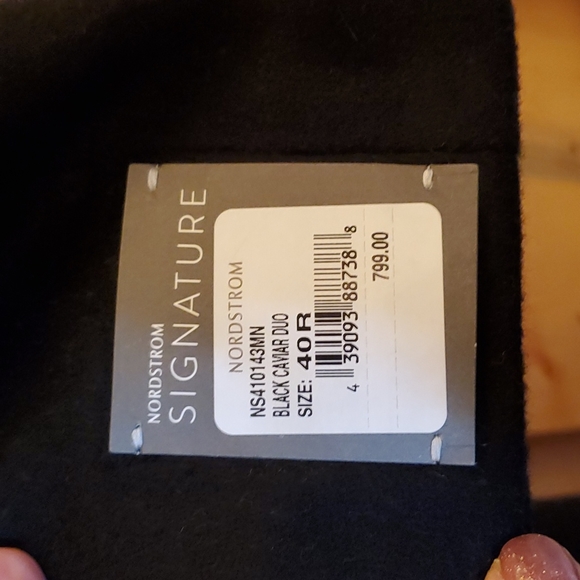 NORDSTROM
SIGNATURE
NORDSTROM
NS410143MN
BLACK CAVIAR DUO
SIZE: 40R
4 39093 88738 8
799.00